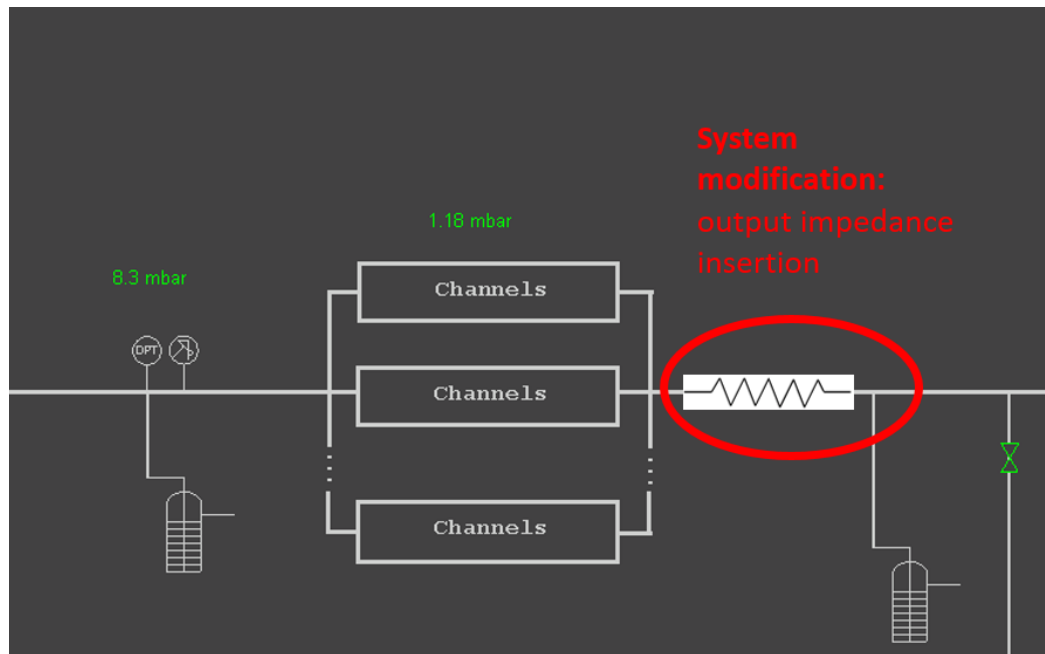 System
modification:
output impedance
insertion
1.18 mbar
8.3 mbar
Channels
DPT
Channels
Channels